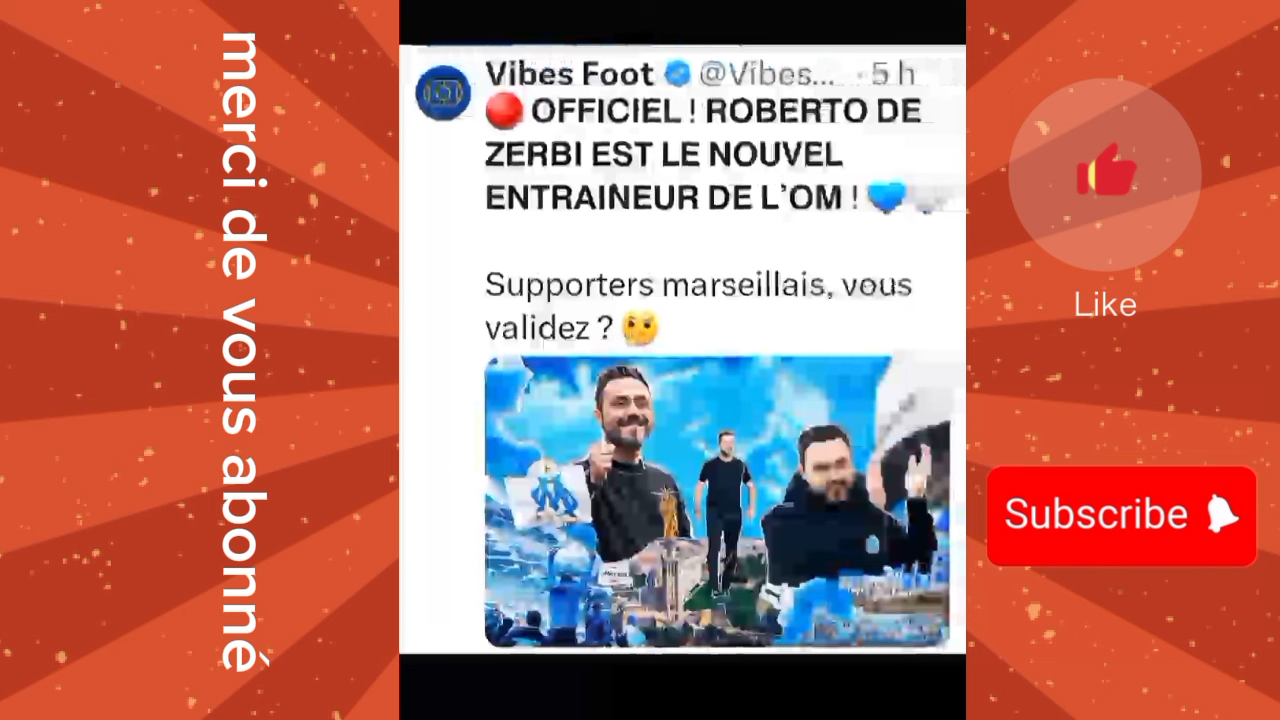 merci de vous abonné
Vibes Foot @Vibes... · 5 h
🔴 OFFICIEL ! ROBERTO DE
ZERBI EST LE NOUVEL
ENTRAINEUR DE L'OM ! 💙🤍
Supporters marseillais, vous
validez ? 🤔
Like
Subscribe